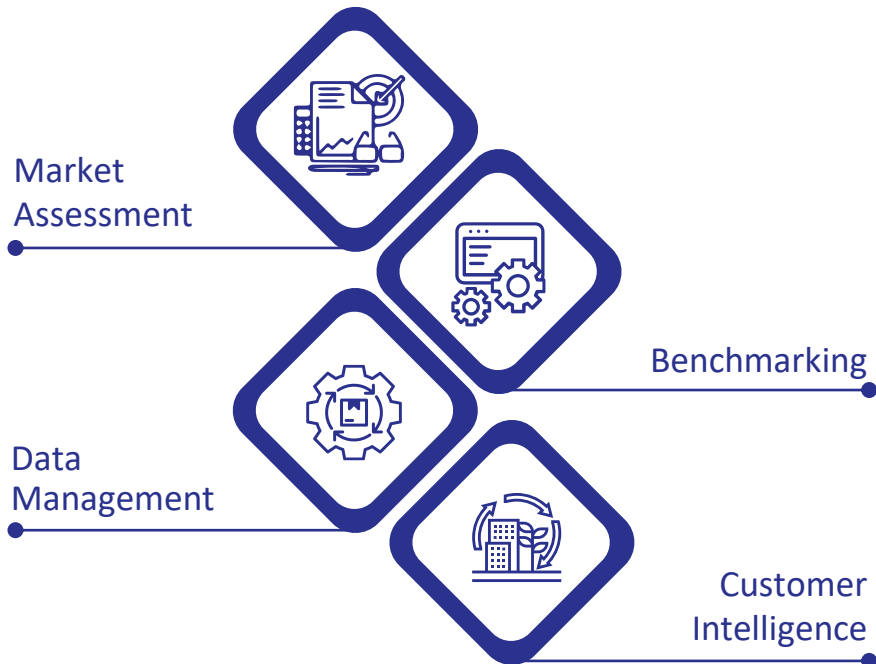 Market
Assessment
Benchmarking
Data
Management
Customer
Intelligence